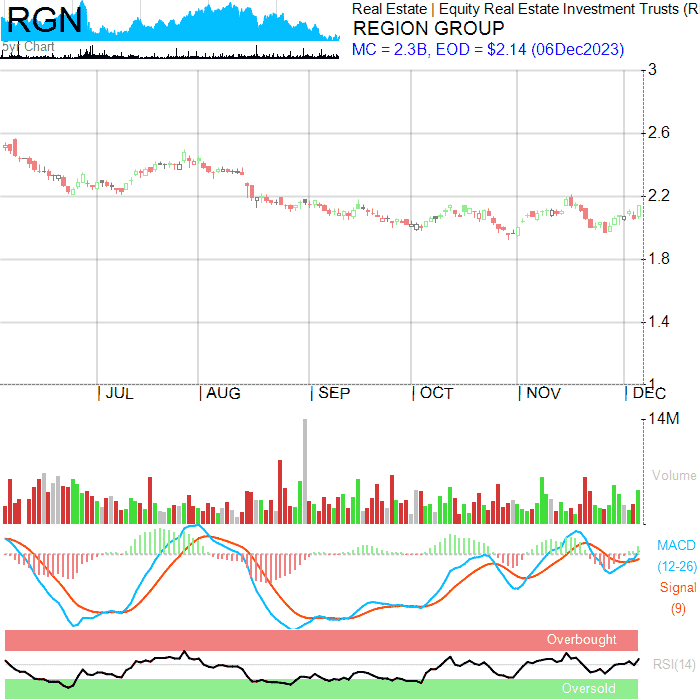 RGN
5yr Chart
Real Estate | Equity Real Estate Investment Trusts (R
REGION GROUP
MC = 2.3B, EOD = $2.14 (06Dec2023)
3
2.6
2.2
1.8
1.4
1
| JUL | AUG | SEP | OCT | NOV | DEC
14M
Volume
MACD
(12-26)
Signal
(9)
Overbought
RSI(14)
Oversold